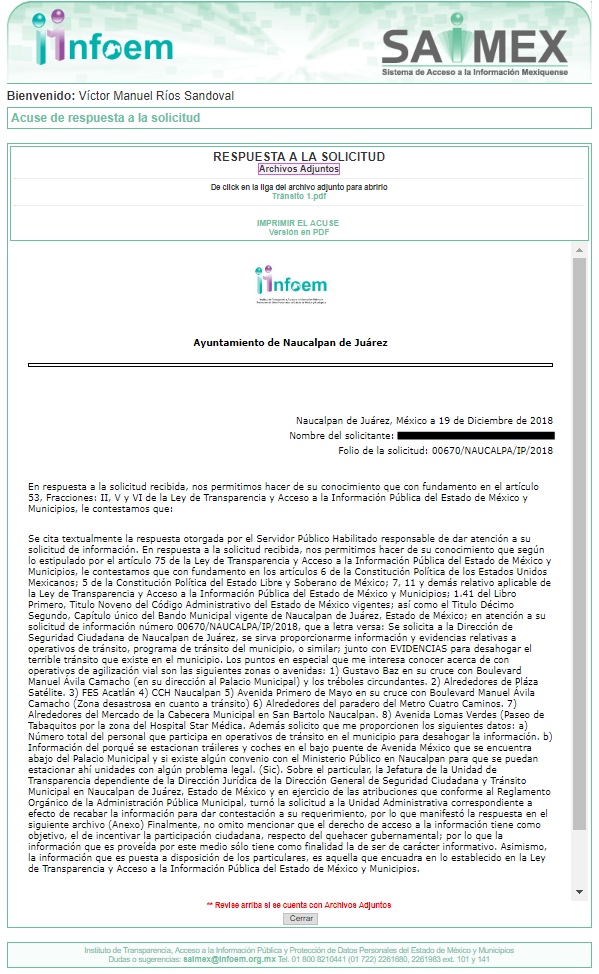 infoem
SAIMEX
Sistema de Acceso a la Información Mexiquense
Bienvenido: Víctor Manuel Ríos Sandoval
Acuse de respuesta a la solicitud
RESPUESTA A LA SOLICITUD
Archivos Adjuntos
De click en la liga del archivo adjunto para abrirlo
Tránsito 1.pdf
IMPRIMIR EL ACUSE
Versión en PDF
infoem
Ayuntamiento de Naucalpan de Juárez
Naucalpan de Juárez, México a 19 de Diciembre de 2018
Nombre del solicitante:
Folio de la solicitud: 00670/NAUCALPA/IP/2018
En respuesta a la solicitud recibida, nos permitimos hacer de su conocimiento que con fundamento en el artículo
53, Fracciones: II, V y VI de la Ley de Transparencia y Acceso a la Información Pública del Estado de México y
Municipios, le contestamos que:
Se cita textualmente la respuesta otorgada por el Servidor Público Habilitado responsable de dar atención a su
solicitud de información. En respuesta a la solicitud recibida, nos permitimos hacer de su conocimiento que según
lo estipulado por el artículo 75 de la Ley de Transparencia y Acceso a la Información Pública del Estado de México y
Municipios, le contestamos que con fundamento en los artículos 6 de la Constitución Política de los Estados Unidos
Mexicanos; 5 de la Constitución Política del Estado Libre y Soberano de México; 7, 11 y demás relativo aplicable de
la Ley de Transparencia y Acceso a la Información Pública del Estado de México y Municipios; 1.41 del Libro
Primero, Titulo Noveno del Código Administrativo del Estado de México vigentes; así como el Titulo Décimo
Segundo, Capítulo único del Bando Municipal vigente de Naucalpan de Juárez, Estado de México; en atención a su
solicitud de información número 00670/NAUCALPA/IP/2018, que a letra versa: Se solicita a la Dirección de
Seguridad Ciudadana de Naucalpan de Juárez, se sirva proporcionarme información y evidencias relativas a
operativos de tránsito, programa de tránsito del municipio, o similar; junto con EVIDENCIAS para desahogar el
terrible tránsito que existe en el municipio. Los puntos en especial que me interesa conocer acerca de con
operativos de agilización vial son las siguientes zonas o avenidas: 1) Gustavo Baz en su cruce con Boulevard
Manuel Ávila Camacho (en su dirección al Palacio Municipal) y los tréboles circundantes. 2) Alrededores de Pláza
Satélite. 3) FES Acatlán 4) CCH Naucalpan 5) Avenida Primero de Mayo en su cruce con Boulevard Manuel Ávila
Camacho (Zona desastrosa en cuanto a tránsito) 6) Alrededores del paradero del Metro Cuatro Caminos. 7)
Alrededores del Mercado de la Cabecera Municipal en San Bartolo Naucalpan. 8) Avenida Lomas Verdes (Paseo de
Tabaquitos por la zona del Hospital Star Médica. Además solicito que me proporcionen los siguientes datos: a)
Número total del personal que participa en operativos de tránsito en el municipio para desahogar la información. b)
Información del porqué se estacionan tráileres y coches en el bajo puente de Avenida México que se encuentra
abajo del Palacio Municipal y si existe algún convenio con el Ministerio Público en Naucalpan para que se puedan
estacionar ahí unidades con algún problema legal. (Sic). Sobre el particular, la Jefatura de la Unidad de
Transparencia dependiente de la Dirección Jurídica de la Dirección General de Seguridad Ciudadana y Tránsito
Municipal en Naucalpan de Juárez, Estado de México y en ejercicio de las atribuciones que conforme al Reglamento
Orgánico de la Administración Pública Municipal, turnó la solicitud a la Unidad Administrativa correspondiente a
efecto de recabar la información para dar contestación a su requerimiento, por lo que manifestó la respuesta en el
siguiente archivo (Anexo) Finalmente, no omito mencionar que el derecho de acceso a la información tiene como
objetivo, el de incentivar la participación ciudadana, respecto del quehacer gubernamental; por lo que la
información que es proveída por este medio sólo tiene como finalidad la de ser de carácter informativo. Asimismo,
la información que es puesta a disposición de los particulares, es aquella que encuadra en lo establecido en la Ley
de Transparencia y Acceso a la Información Pública del Estado de México y Municipios.
** Revise arriba si se cuenta con Archivos Adjuntos
Cerrar
Instituto de Transparencia, Acceso a la Información Pública y Protección de Datos Personales del Estado de México y Municipios
Dudas o sugerencias: saimex@infoem.org.mx Tel. 01 800 8210441 (01 722) 2261680, 2261983 ext. 101 y 141